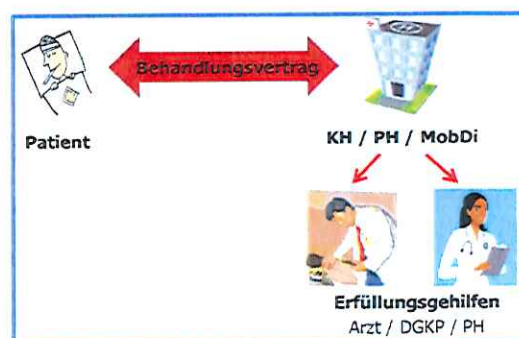 Behandlungsvertrag
Patient
KH / PH / MobDi
Erfüllungsgehilfen
Arzt / DGKP / PH